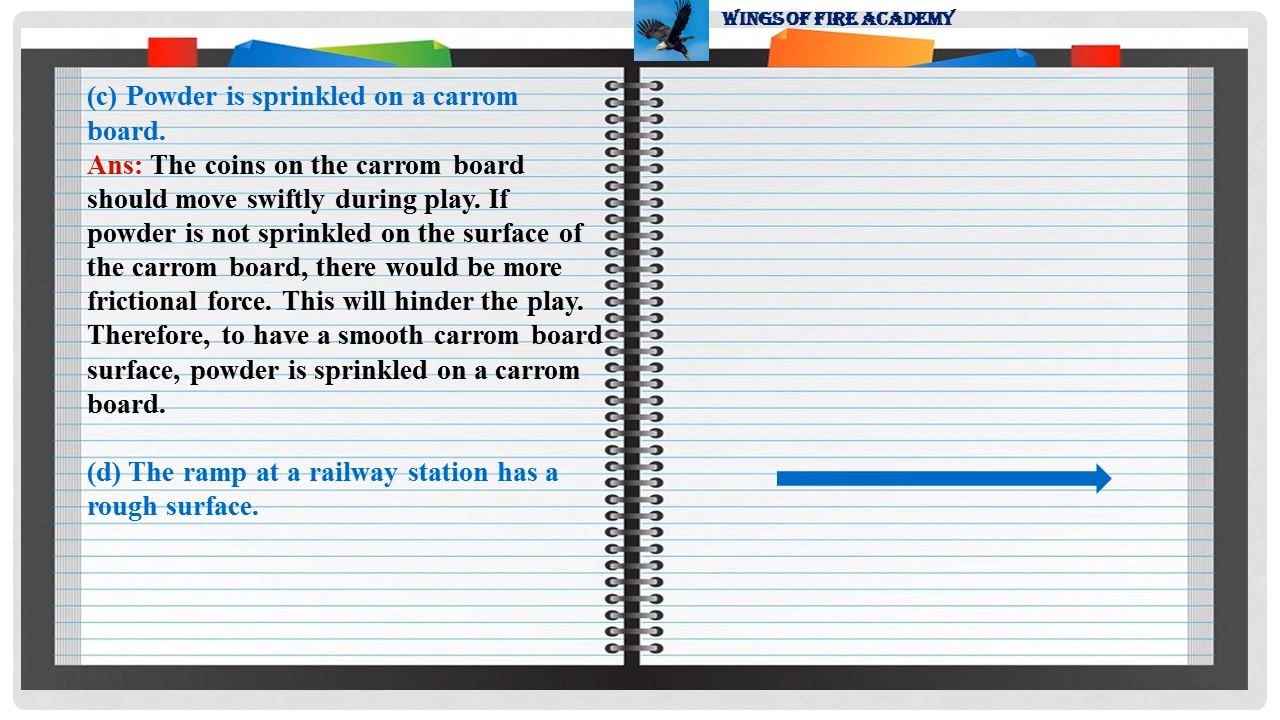 WINGS OF FIRE ACADEMY
(c) Powder is sprinkled on a carrom
board.
Ans: The coins on the carrom board
should move swiftly during play. If
powder is not sprinkled on the surface of
the carrom board, there would be more
frictional force. This will hinder the play.
Therefore, to have a smooth carrom board
surface, powder is sprinkled on a carrom
board.
(d) The ramp at a railway station has a
rough surface.